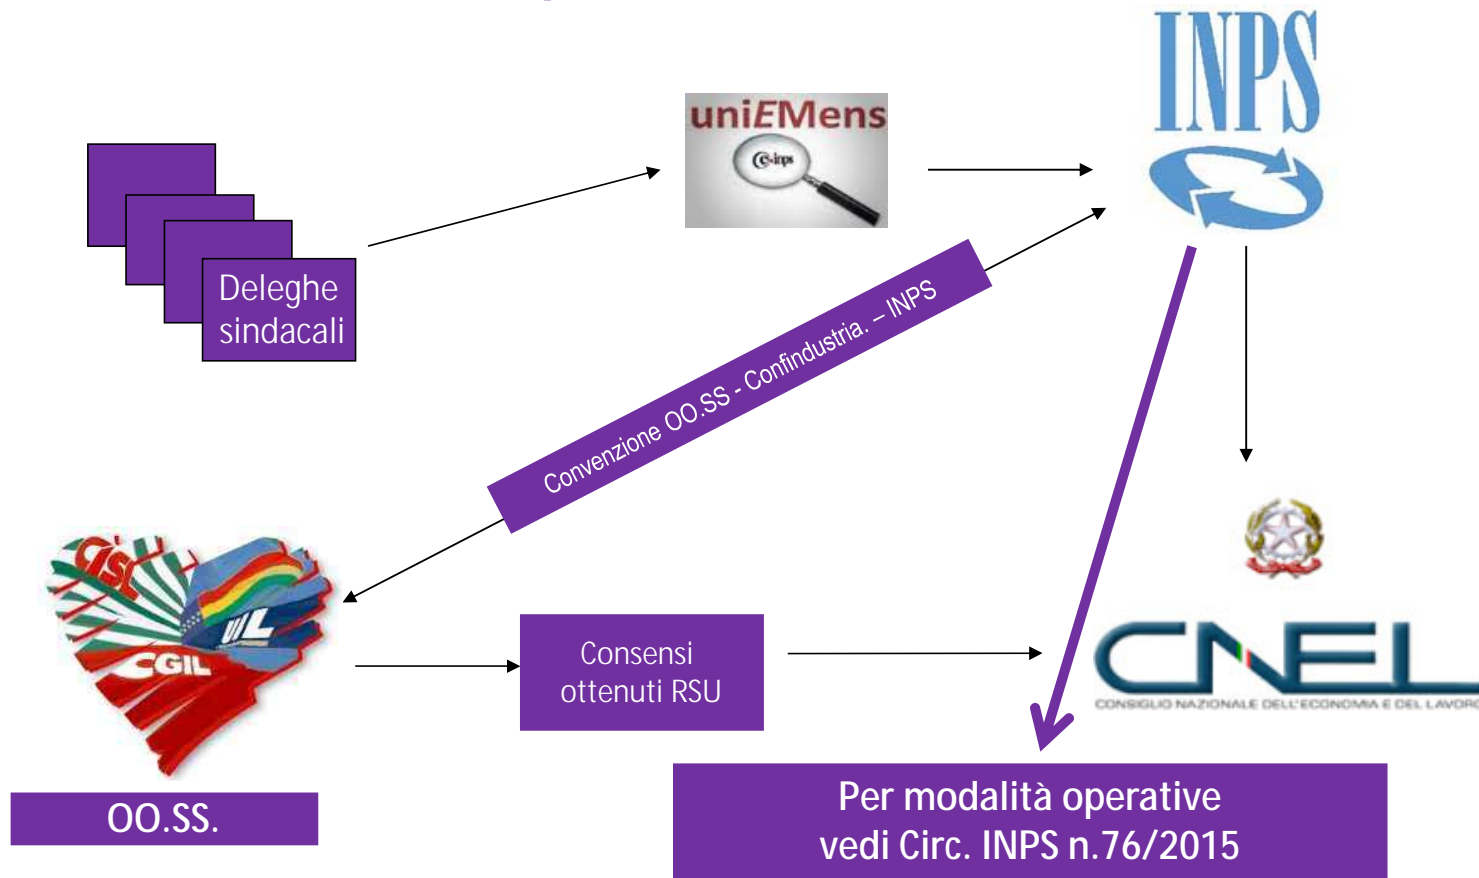 INPS
uniEMens
e-inps
Deleghe
sindacali
Convenzione OO.SS - Confindustria. – INPS
CISL
UIL
CGIL
Consensi
ottenuti RSU
CNEL
CONSIGLIO NAZIONALE DELL'ECONOMIA E DEL LAVORO
OO.SS.
Per modalità operative
vedi Circ. INPS n.76/2015